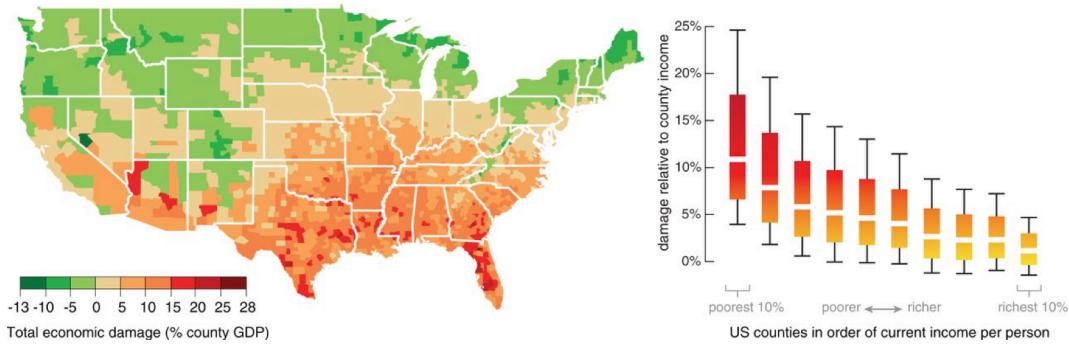 -13 -10 -5 0 5 10 15 20 25 28
Total economic damage (% county GDP)
damage relative to county income
25%
20%
15%
10%
5%
0%
poorest 10%
poorer
richer
richest 10%
US counties in order of current income per person